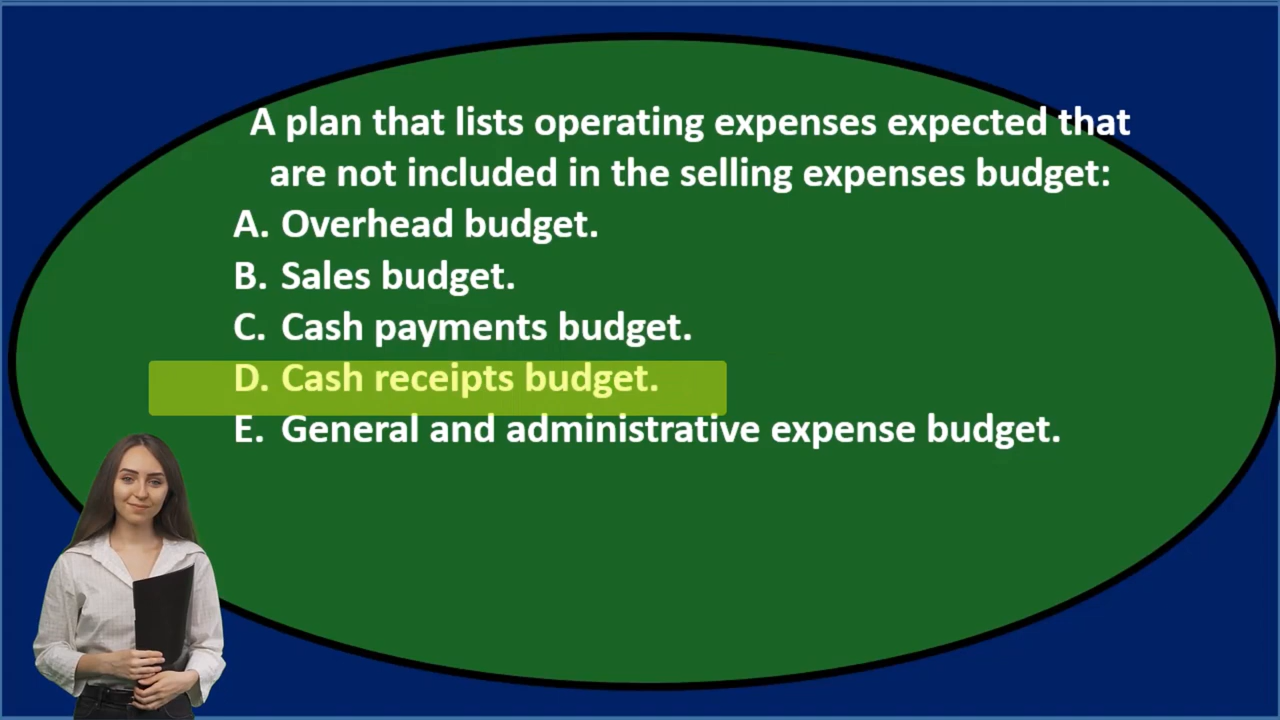 A plan that lists operating expenses expected that
are not included in the selling expenses budget:
A. Overhead budget.
B. Sales budget.
C. Cash payments budget.
D. Cash receipts budget.
E. General and administrative expense budget.